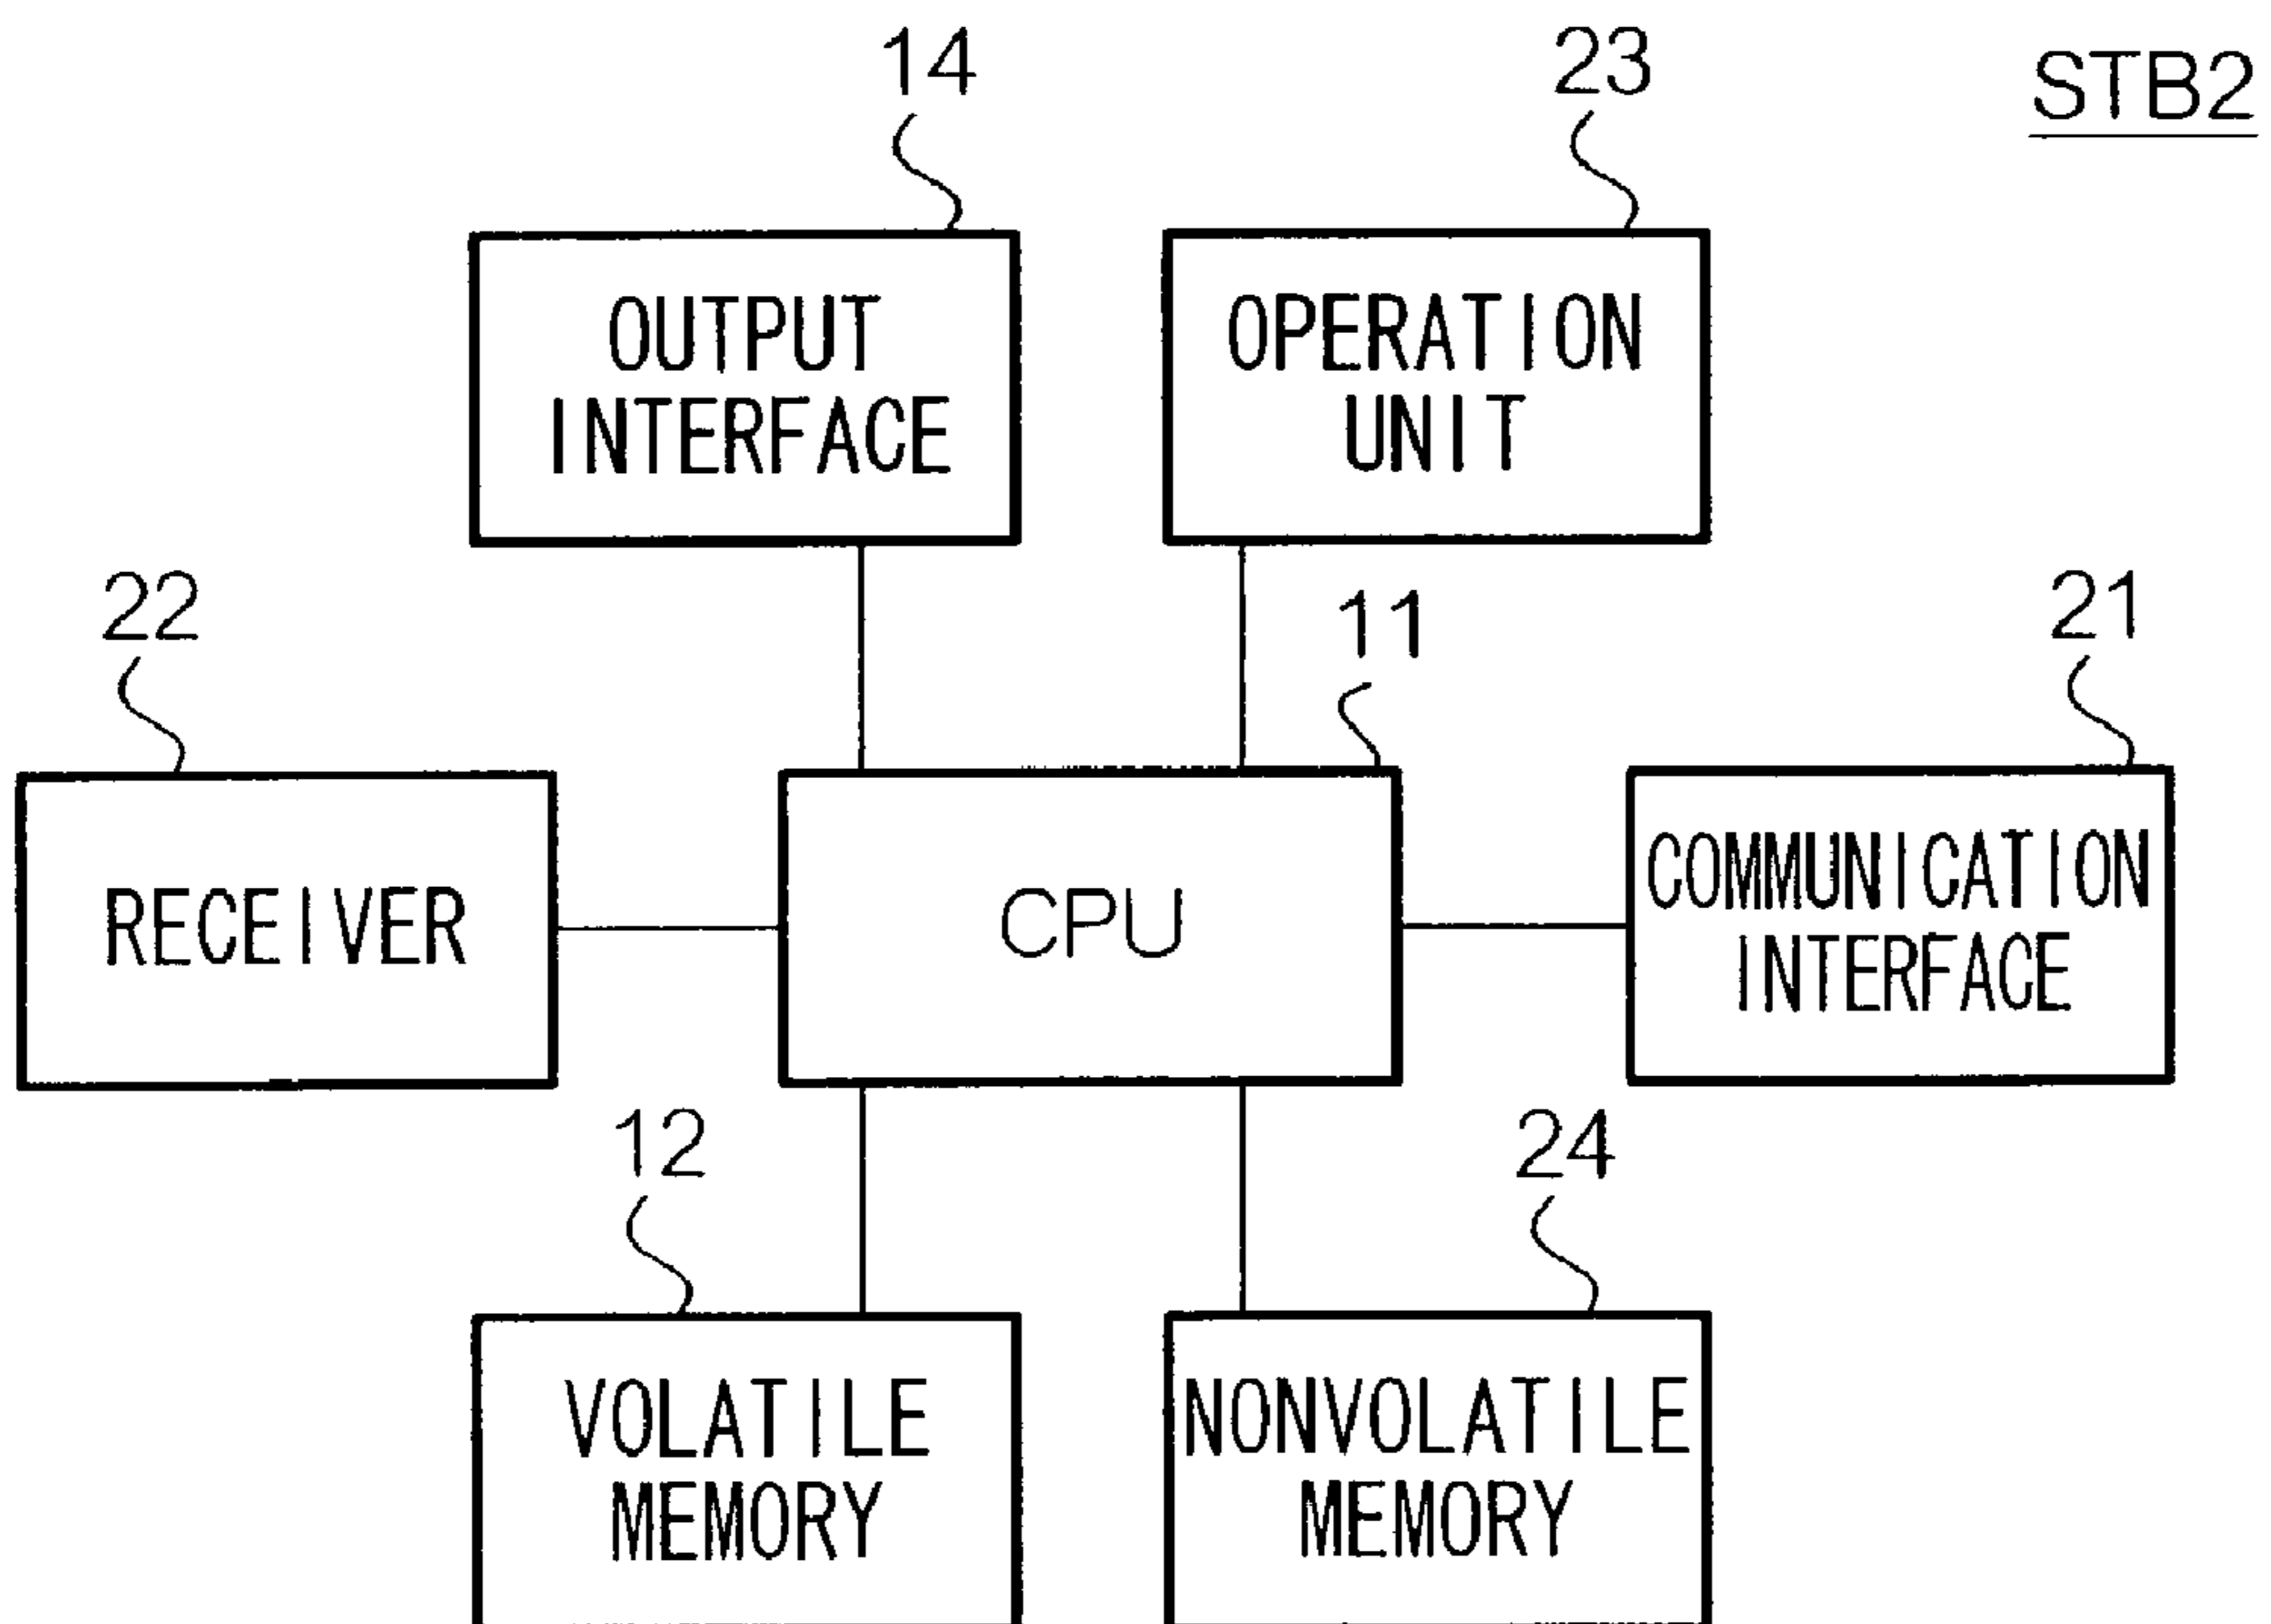 14
23
STB2
OUTPUT
INTERFACE
OPERATION
UNIT
22
11
21
RECEIVER
CPU
COMMUNICATION
INTERFACE
12
24
VOLATILE
MEMORY
NONVOLATILE
MEMORY